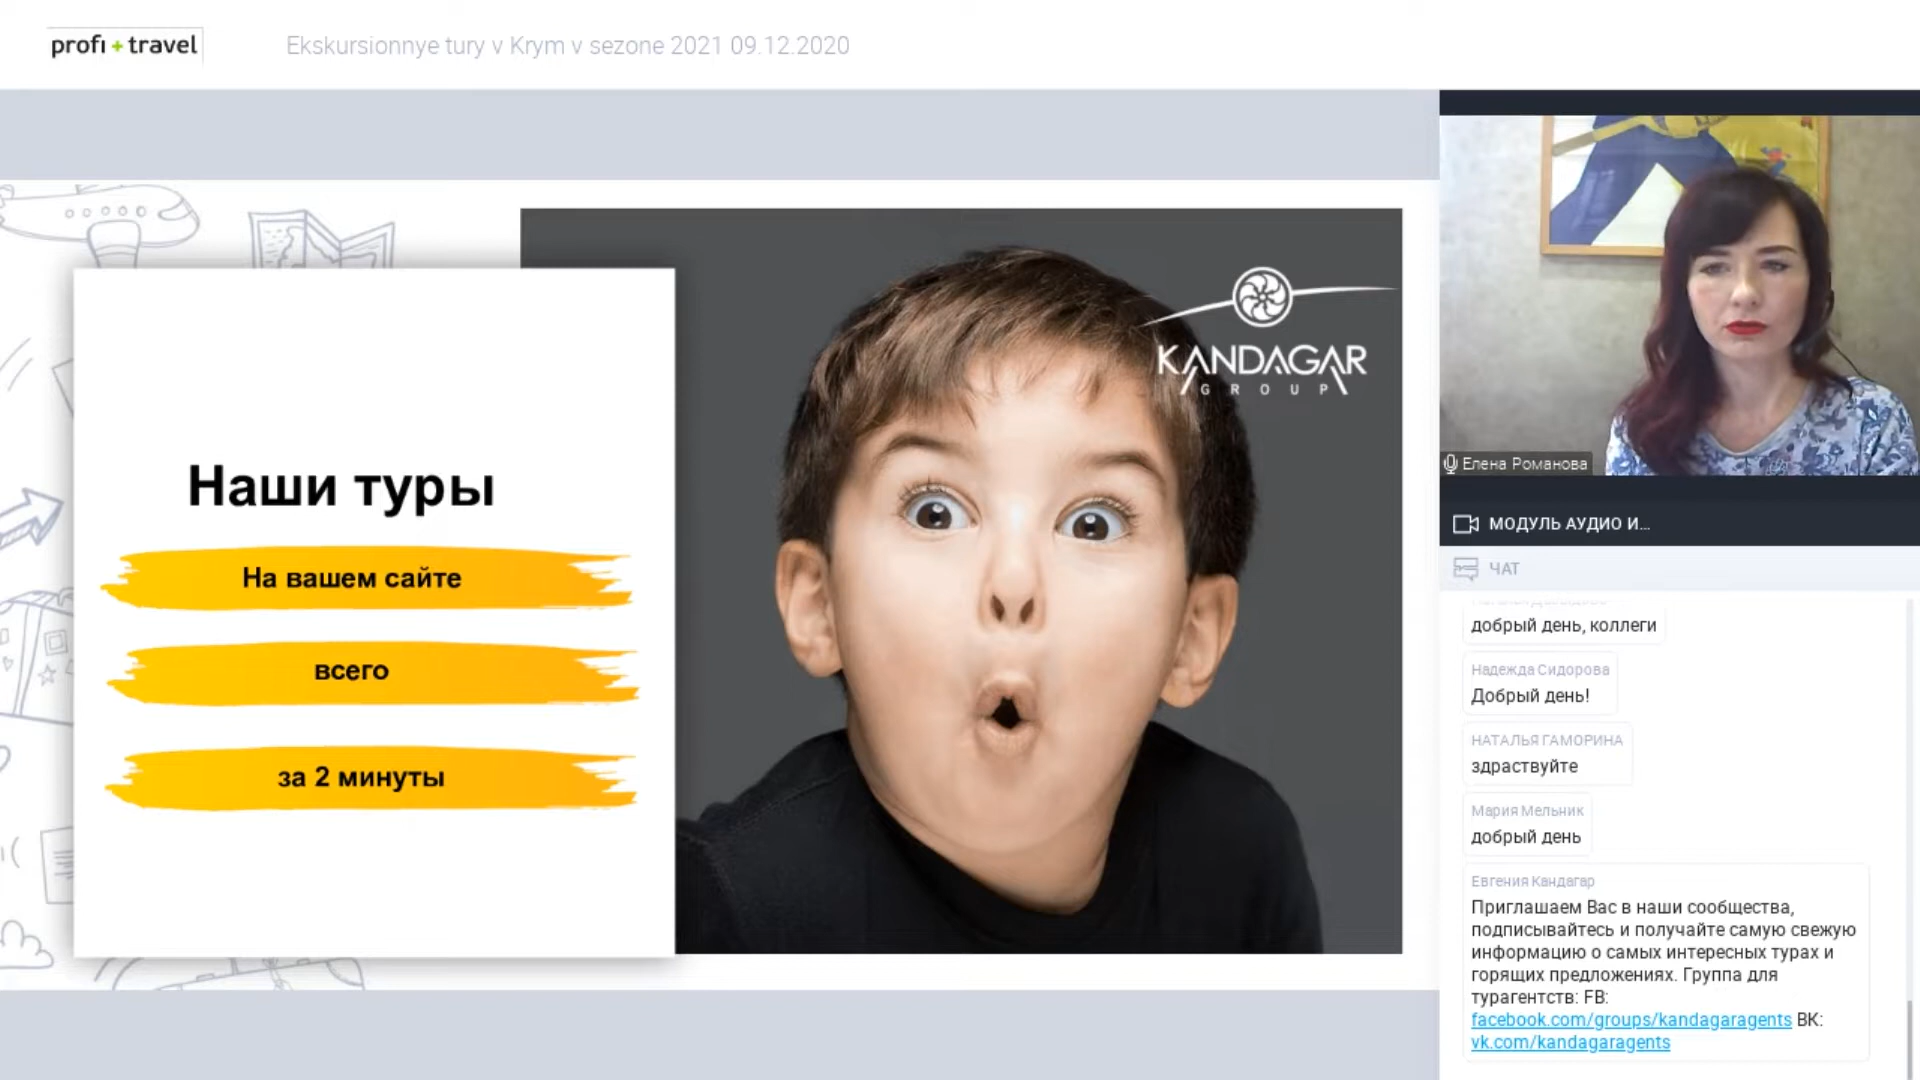 profi + travel
Ekskursionnye tury v Krym v sezone 2021 09.12.2020
KANDAGAR
GROUP
Наши туры
На вашем сайте
всего
за 2 минуты
Елена Романова
МОДУЛЬ АУДИО И...
ЧАТ
добрый день, коллеги
Надежда Сидорова
Добрый день!
НАТАЛЬЯ ГАМОРИНА
здраствуйте
Мария Мельник
добрый день
Евгения Кандагар
Приглашаем Вас в наши сообщества,
подписывайтесь и получайте самую свежую
информацию о самых интересных турах и
горящих предложениях. Группа для
турагентств: FB:
facebook.com/groups/kandagaragents ВК:
vk.com/kandagaragents